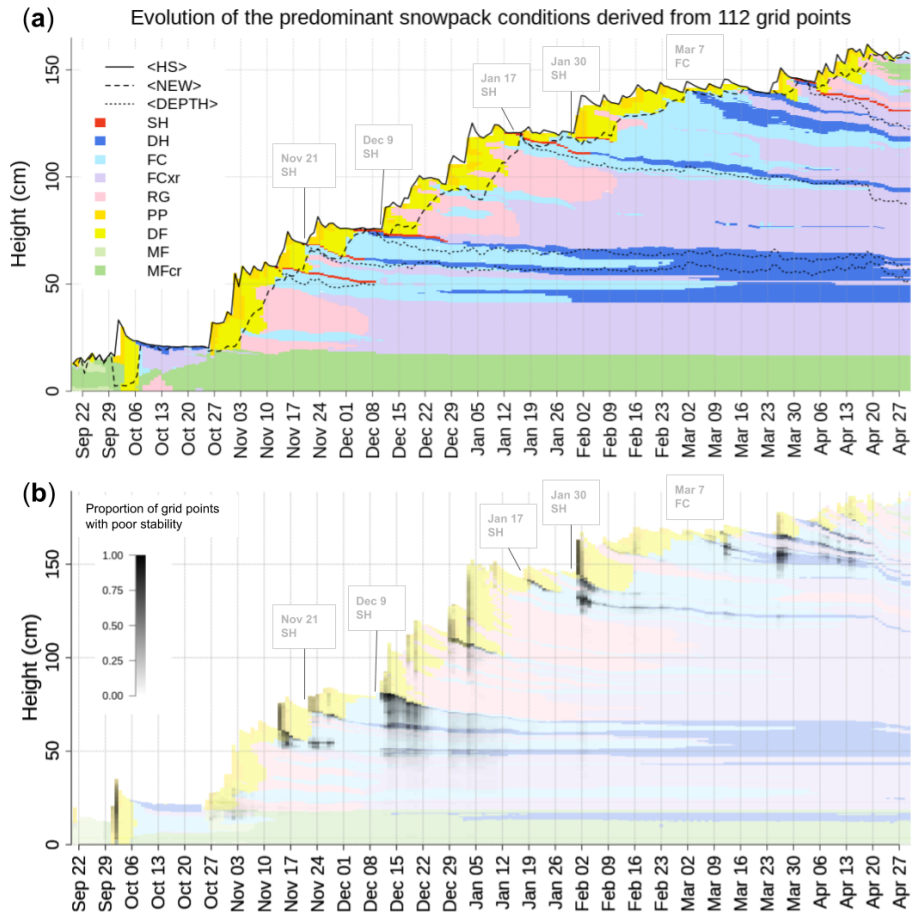 (a) Evolution of the predominant snowpack conditions derived from 112 grid points
Height (cm)
150
100
50
0
<HS>
<NEW>
<DEPTH>
SH
DH
FC
FCxr
RG
PP
DF
MF
MFcr
Nov 21
SH
Dec 9
SH
Jan 17
SH
Jan 30
SH
Mar 7
FC
Sep 22
Sep 29
Oct 06
Oct 13
Oct 20
Oct 27
Nov 03
Nov 10
Nov 17
Nov 24
Dec 01
Dec 08
Dec 15
Dec 22
Dec 29
Jan 05
Jan 12
Jan 19
Jan 26
Feb 02
Feb 09
Feb 16
Feb 23
Mar 02
Mar 09
Mar 16
Mar 23
Mar 30
Apr 06
Apr 13
Apr 20
Apr 27
(b)
Proportion of grid points
with poor stability
1.00
0.75
0.50
0.25
0.00
Height (cm)
150
100
50
0
Nov 21
SH
Dec 9
SH
Jan 17
SH
Jan 30
SH
Mar 7
FC
Sep 22
Sep 29
Oct 06
Oct 13
Oct 20
Oct 27
Nov 03
Nov 10
Nov 17
Nov 24
Dec 01
Dec 08
Dec 15
Dec 22
Dec 29
Jan 05
Jan 12
Jan 19
Jan 26
Feb 02
Feb 09
Feb 16
Feb 23
Mar 02
Mar 09
Mar 16
Mar 23
Mar 30
Apr 06
Apr 13
Apr 20
Apr 27